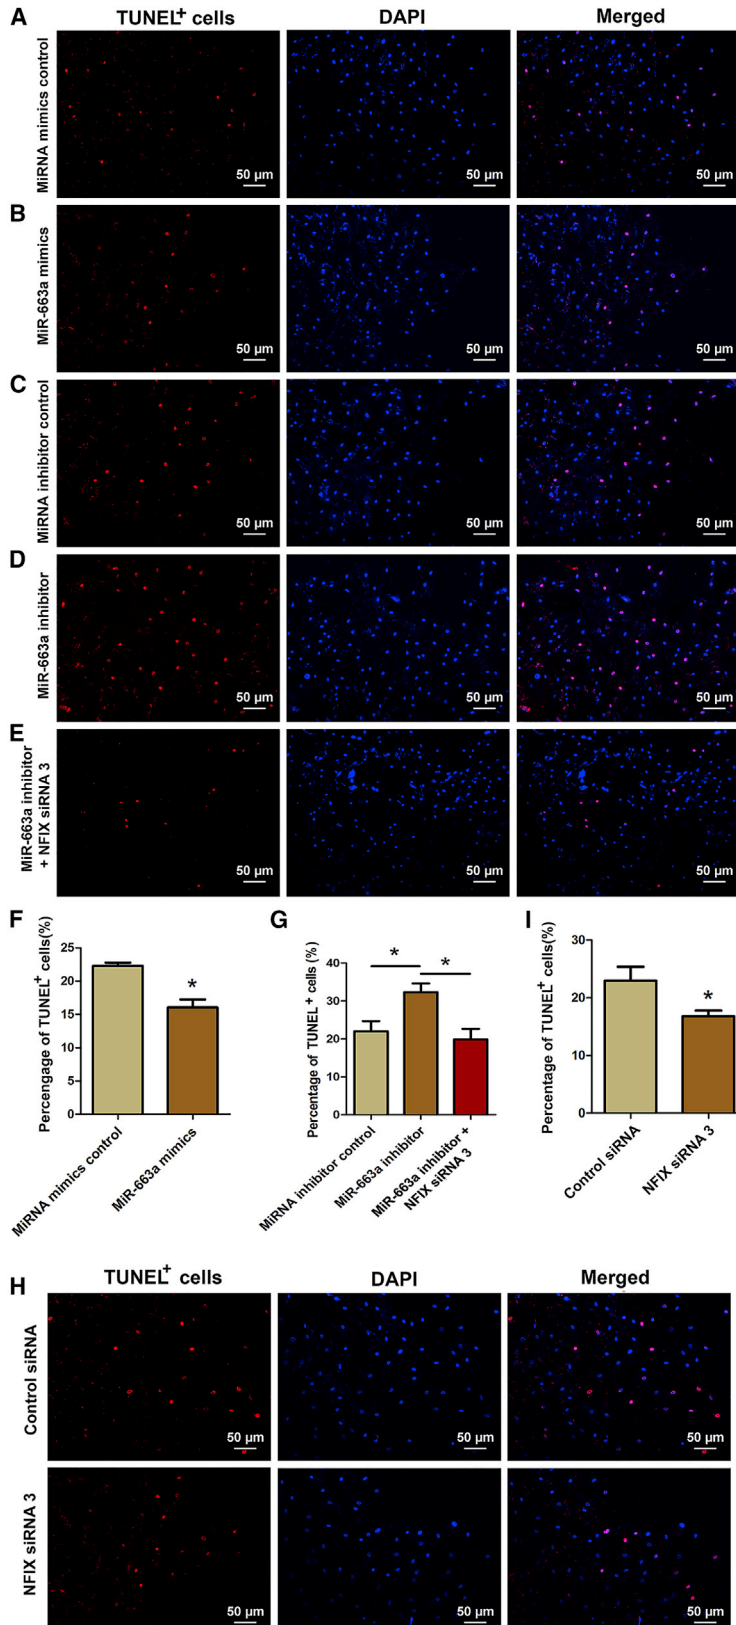 A
TUNEL+ cells
DAPI
Merged
MiRNA mimics control
50 µm
50 µm
50 µm
B
MiR-663a mimics
50 µm
50 µm
50 µm
C
MiRNA inhibitor control
50 µm
50 µm
50 µm
D
MiR-663a inhibitor
50 µm
50 µm
50 µm
E
MiR-663a inhibitor
+ NFIX siRNA 3
50 µm
50 µm
50 µm
F
Percengage of TUNEL+ cells(%)
25
20
15
10
5
0
*
MiRNA mimics control
MiR-663a mimics
G
Percentage of TUNEL + cells (%)
40
30
20
10
0
*
*
MiRNA inhibitor control
MiR-663a inhibitor
MiR-663a inhibitor +
NFIX siRNA 3
I
Percentage of TUNEL+ cells(%)
30
20
10
0
*
Control siRNA
NFIX siRNA 3
H
TUNEL+ cells
DAPI
Merged
Control siRNA
50 µm
50 µm
50 µm
NFIX siRNA 3
50 µm
50 µm
50 µm